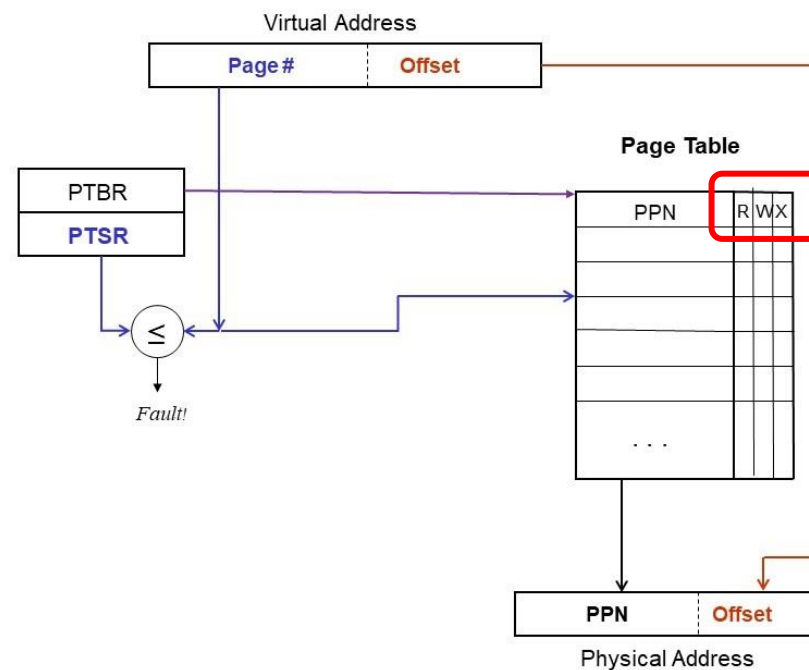 Virtual Address
Page # Offset
Page Table
PTBR
PTSR
PPN R W X
≤
Fault!
. . .
PPN Offset
Physical Address